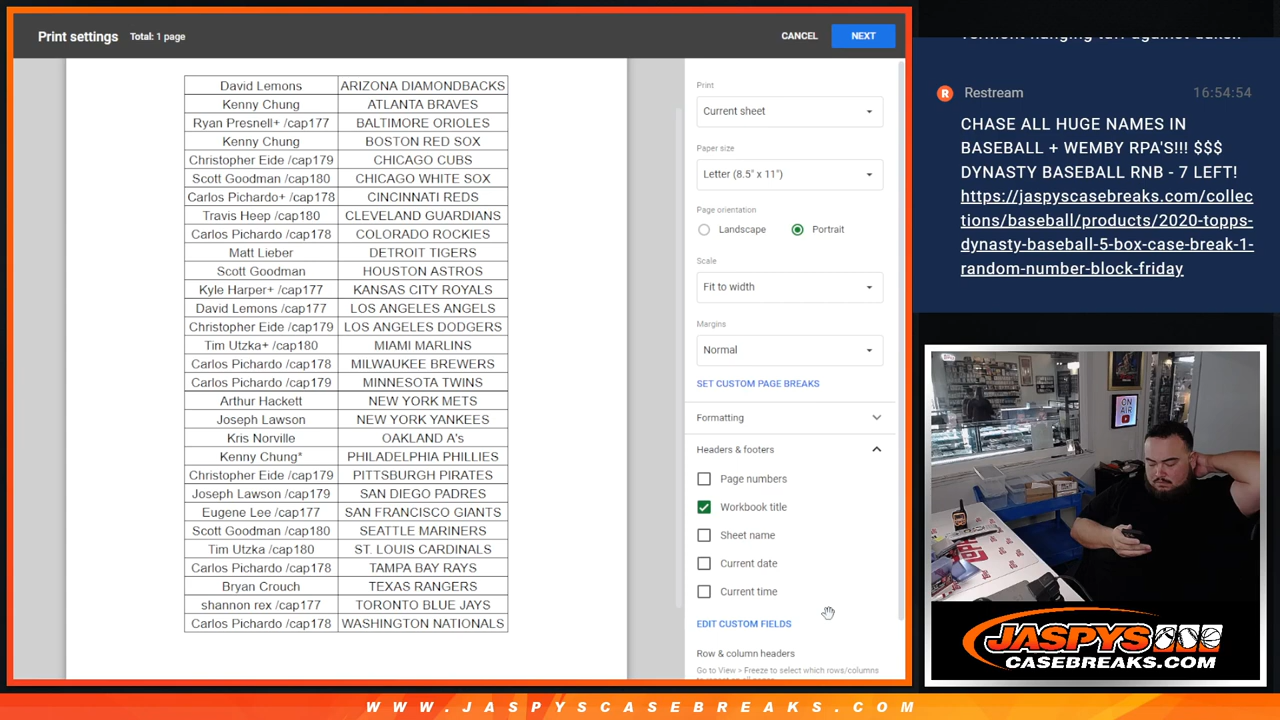 Print settings Total: 1 page
CANCEL
NEXT
David Lemons ARIZONA DIAMONDBACKS
Kenny Chung ATLANTA BRAVES
Ryan Presnell+ /cap177 BALTIMORE ORIOLES
Kenny Chung BOSTON RED SOX
Christopher Eide /cap179 CHICAGO CUBS
Scott Goodman /cap180 CHICAGO WHITE SOX
Carlos Pichardo+ /cap178 CINCINNATI REDS
Travis Heep /cap180 CLEVELAND GUARDIANS
Carlos Pichardo /cap178 COLORADO ROCKIES
Matt Lieber DETROIT TIGERS
Scott Goodman HOUSTON ASTROS
Kyle Harper+ /cap177 KANSAS CITY ROYALS
David Lemons /cap177 LOS ANGELES ANGELS
Christopher Eide /cap179 LOS ANGELES DODGERS
Tim Utzka+ /cap180 MIAMI MARLINS
Carlos Pichardo /cap178 MILWAUKEE BREWERS
Carlos Pichardo /cap179 MINNESOTA TWINS
Arthur Hackett NEW YORK METS
Joseph Lawson NEW YORK YANKEES
Kris Norville OAKLAND A's
Kenny Chung* PHILADELPHIA PHILLIES
Christopher Eide /cap179 PITTSBURGH PIRATES
Joseph Lawson /cap179 SAN DIEGO PADRES
Eugene Lee /cap177 SAN FRANCISCO GIANTS
Scott Goodman /cap180 SEATTLE MARINERS
Tim Utzka /cap180 ST. LOUIS CARDINALS
Carlos Pichardo /cap178 TAMPA BAY RAYS
Bryan Crouch TEXAS RANGERS
shannon rex /cap177 TORONTO BLUE JAYS
Carlos Pichardo /cap178 WASHINGTON NATIONALS
Print
Current sheet
Paper size
Letter (8.5" x 11")
Page orientation
Landscape Portrait
Scale
Fit to width
Margins
Normal
SET CUSTOM PAGE BREAKS
Formatting
Headers & footers
Page numbers
Workbook title
Sheet name
Current date
Current time
EDIT CUSTOM FIELDS
Row & column headers
Go to View > Freeze to select which rows/columns
R Restream 16:54:54
CHASE ALL HUGE NAMES IN
BASEBALL + WEMBY RPA'S!!! $$$
DYNASTY BASEBALL RNB - 7 LEFT!
https://jaspyscasebreaks.com/collec
tions/baseball/products/2020-topps-
dynasty-baseball-5-box-case-break-1-
random-number-block-friday
ON
AIR
JASPYS
CASEBREAKS.COM
WWW.JASPYSCASEBREAKS.COM